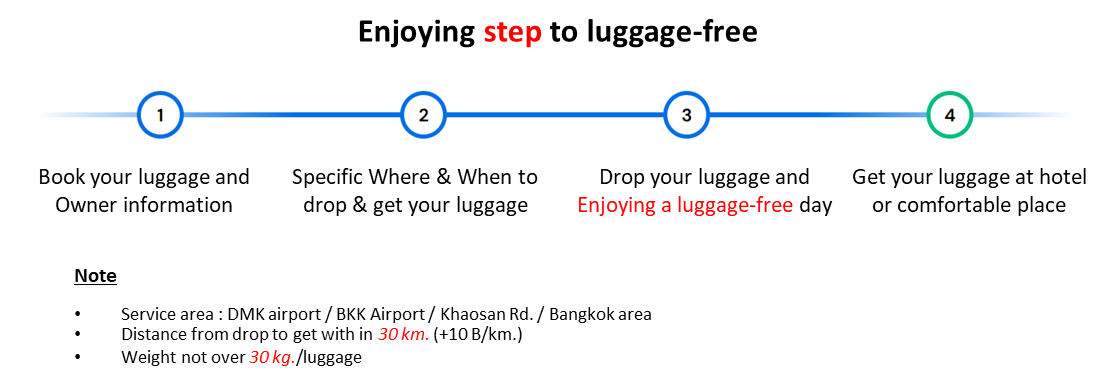 Enjoying step to luggage-free
1
2
3
4
Book your luggage and
Owner information
Specific Where & When to
drop & get your luggage
Drop your luggage and
Enjoying a luggage-free day
Get your luggage at hotel
or comfortable place
Note
• Service area : DMK airport / BKK Airport / Khaosan Rd. / Bangkok area
• Distance from drop to get with in 30 km. (+10 B/km.)
• Weight not over 30 kg./luggage